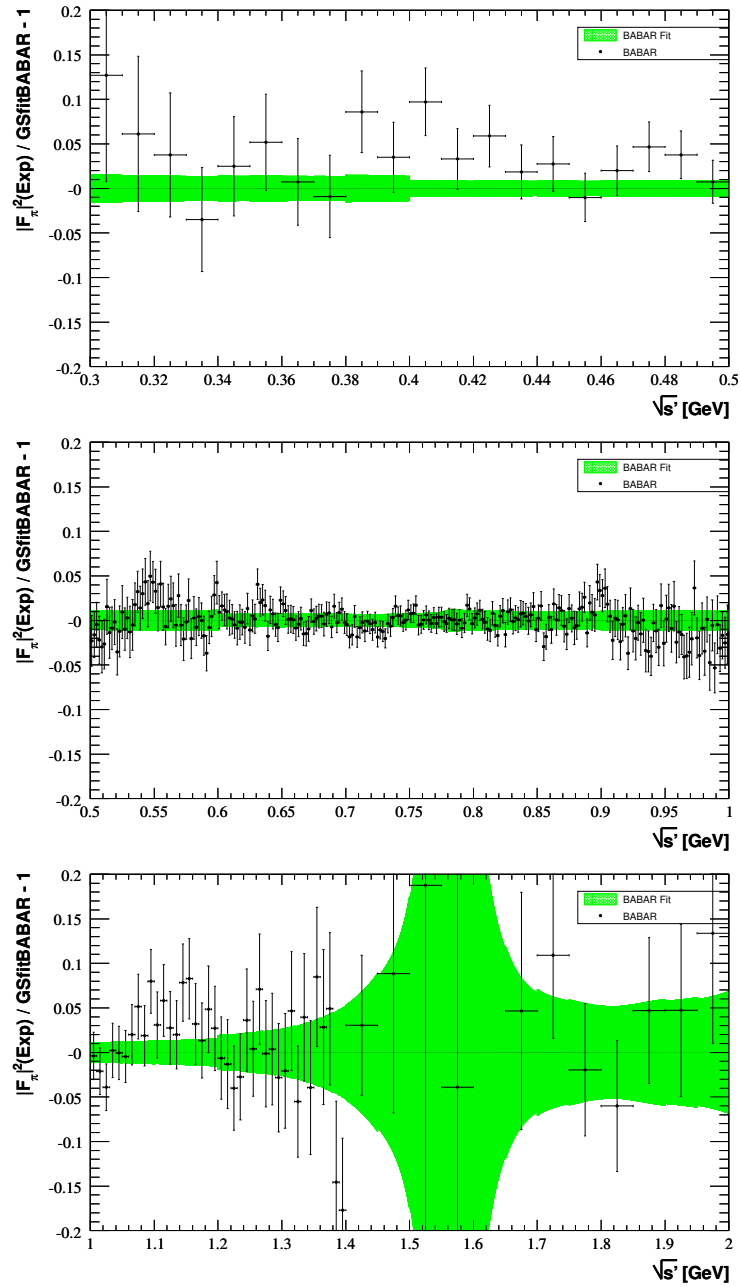 |F_π|²(Exp) / GSfitBABAR - 1
0.2
0.15
0.1
0.05
-0
-0.05
-0.1
-0.15
-0.2
BABAR Fit
BABAR
0.3 0.32 0.34 0.36 0.38 0.4 0.42 0.44 0.46 0.48 0.5
√s' [GeV]
|F_π|²(Exp) / GSfitBABAR - 1
0.2
0.15
0.1
0.05
-0
-0.05
-0.1
-0.15
-0.2
BABAR Fit
BABAR
0.5 0.55 0.6 0.65 0.7 0.75 0.8 0.85 0.9 0.95 1
√s' [GeV]
|F_π|²(Exp) / GSfitBABAR - 1
0.2
0.15
0.1
0.05
-0
-0.05
-0.1
-0.15
-0.2
BABAR Fit
BABAR
1 1.1 1.2 1.3 1.4 1.5 1.6 1.7 1.8 1.9 2
√s' [GeV]